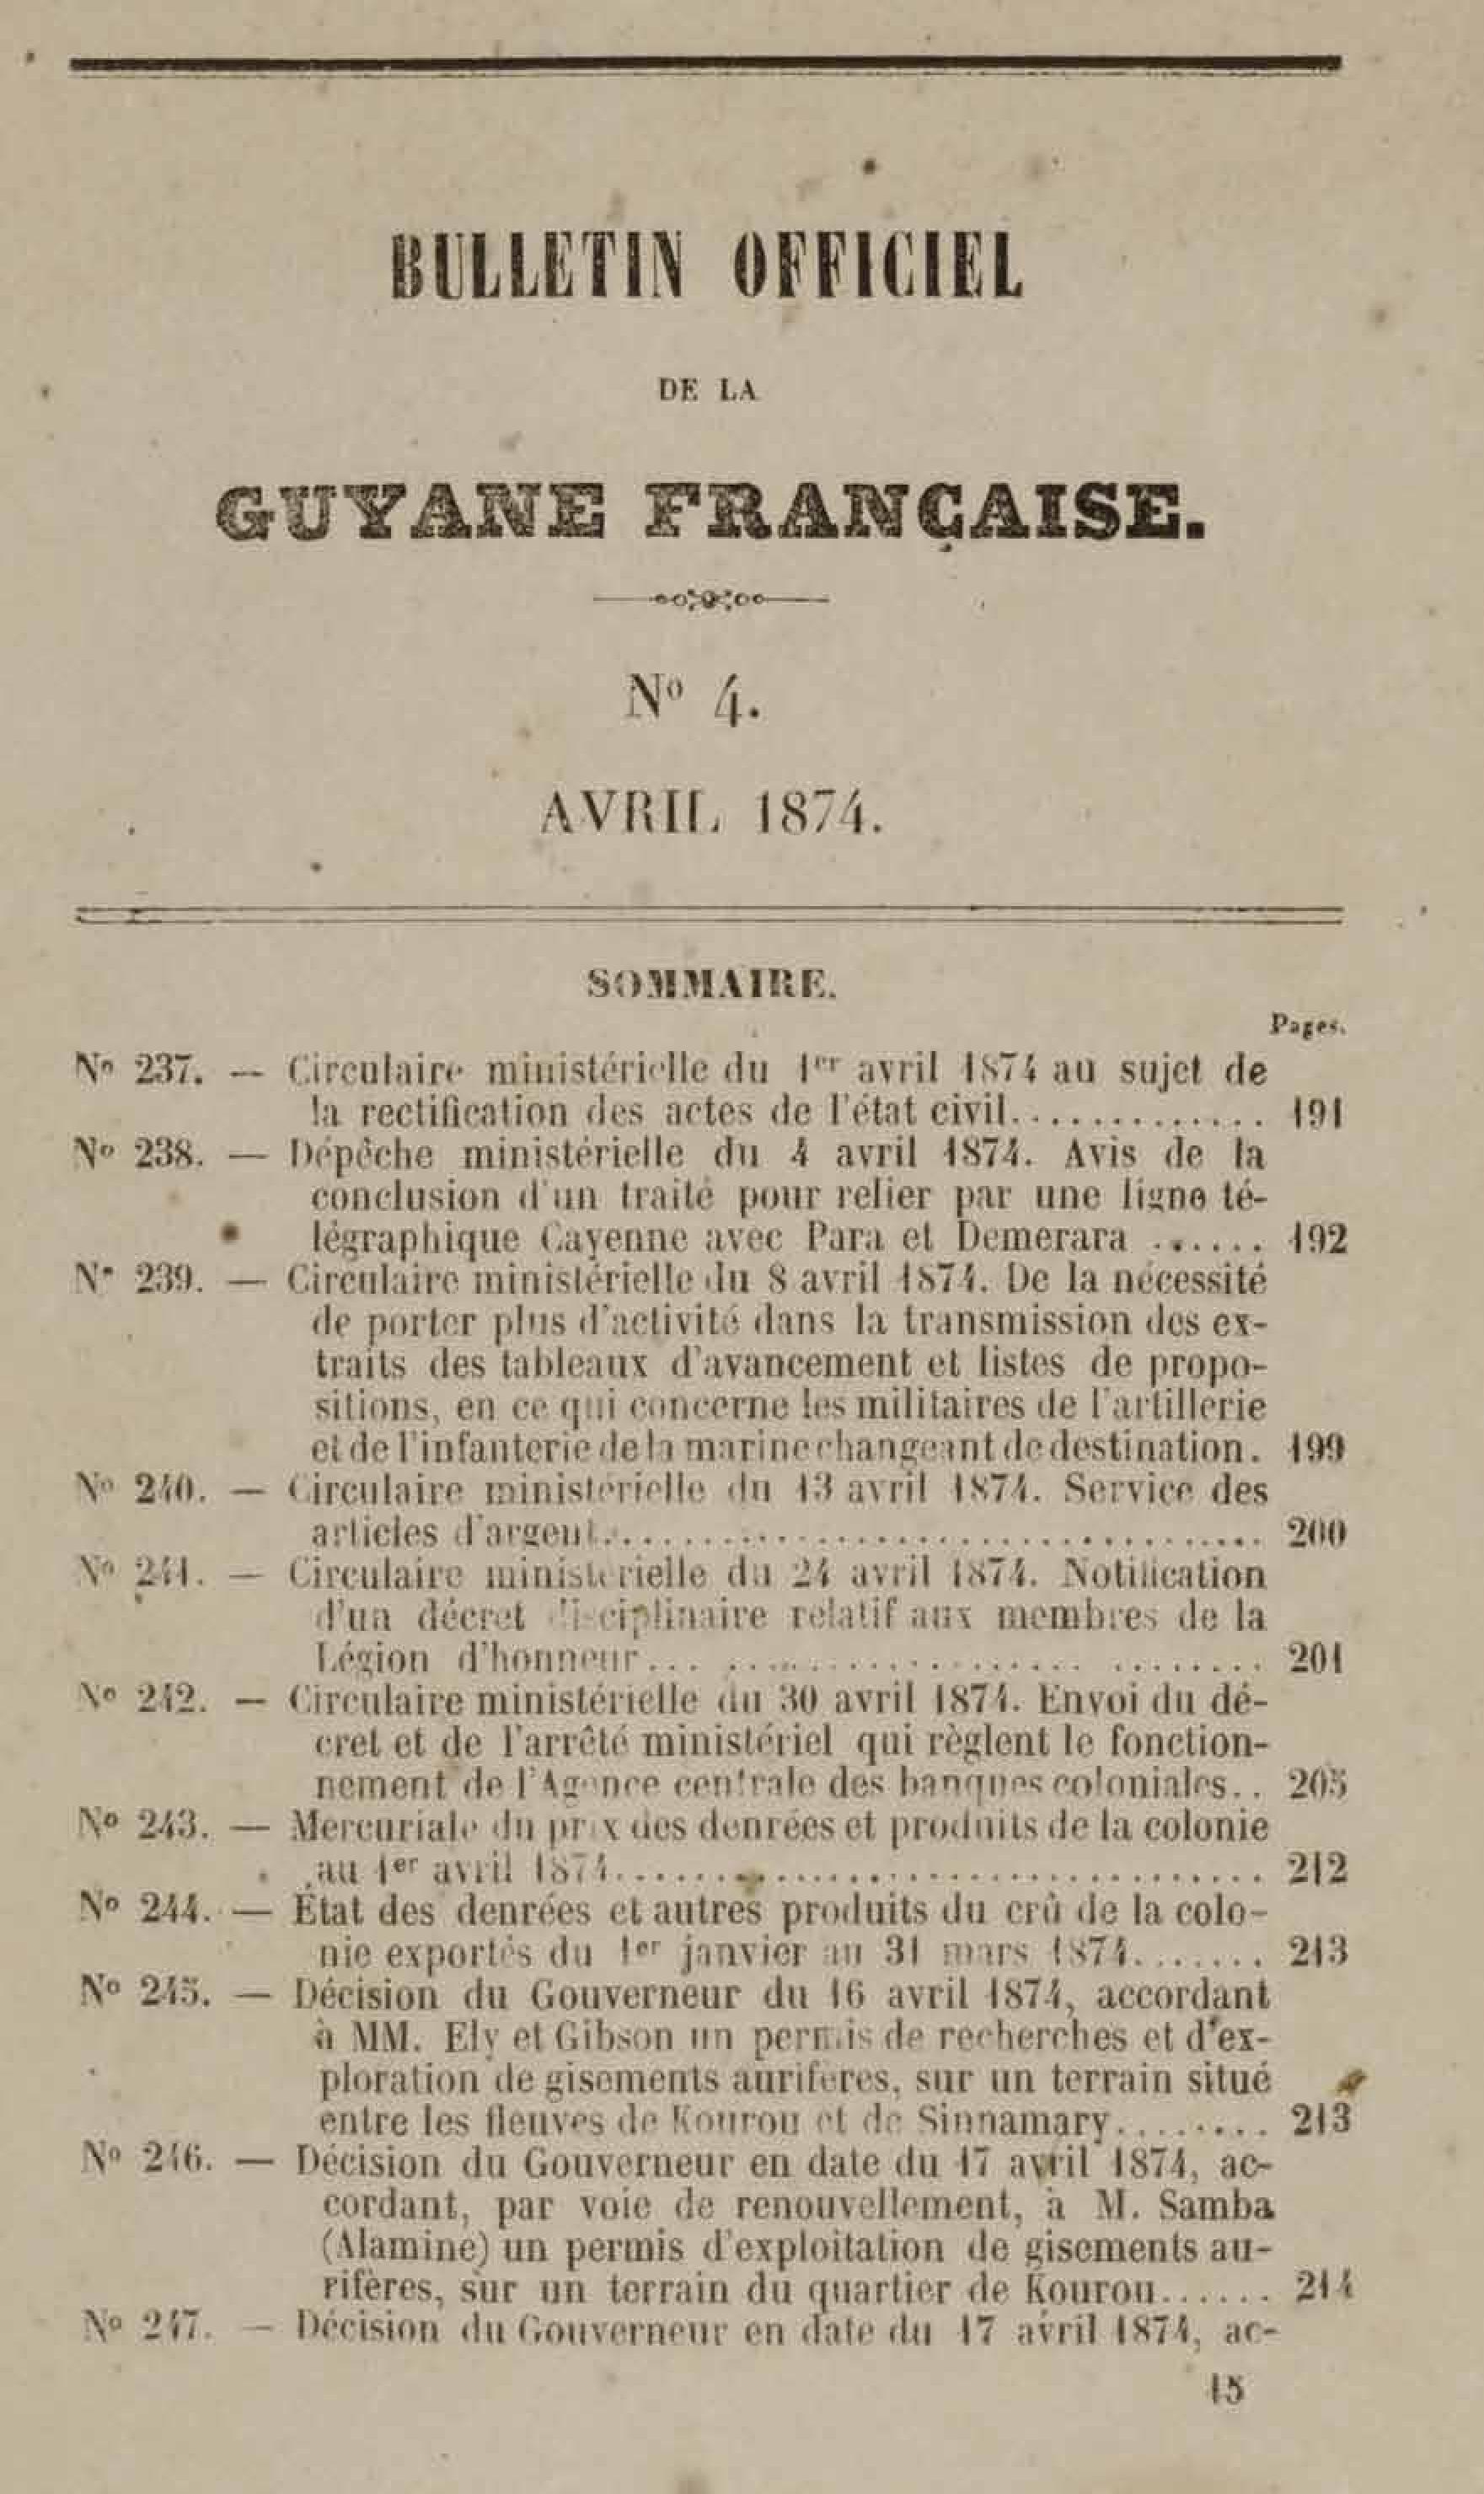 BULLETIN OFFICIEL
DE LA
GUYANE FRANÇAISE.
Nº 4.
AVRIL 1874.
SOMMAIRE.
Pages.
Nº 237. — Circulaire ministérielle du 1er avril 1874 au sujet de
la rectification des actes de l'état civil.............. 191
Nº 238. — Dépêche ministérielle du 4 avril 1874. Avis de la
conclusion d'un traité pour relier par une ligne té-
légraphique Cayenne avec Para et Demerara ....... 192
Nº 239. — Circulaire ministérielle du 8 avril 1874. De la nécessité
de porter plus d'activité dans la transmission des ex-
traits des tableaux d'avancement et listes de propo-
sitions, en ce qui concerne les militaires de l'artillerie
et de l'infanterie de la marine changeant de destination. 199
Nº 240. — Circulaire ministérielle du 13 avril 1874. Service des
articles d'argent.................................... 200
Nº 241. — Circulaire ministérielle du 24 avril 1874. Notification
d'un décret disciplinaire relatif aux membres de la
Légion d'honneur... .................... ........ 201
Nº 242. — Circulaire ministérielle du 30 avril 1874. Envoi du dé-
cret et de l'arrêté ministériel qui règlent le fonction-
nement de l'Agence centrale des banques coloniales.. 205
Nº 243. — Mercuriale du prix des denrées et produits de la colonie
au 1er avril 1874.................................... 212
Nº 244. — État des denrées et autres produits du crû de la colo-
nie exportés du 1er janvier au 31 mars 1874........ 213
Nº 245. — Décision du Gouverneur du 16 avril 1874, accordant
à MM. Ely et Gibson un permis de recherches et d'ex-
ploration de gisements aurifères, sur un terrain situé
entre les fleuves de Kourou et de Sinnamary......... 213
Nº 246. — Décision du Gouverneur en date du 17 avril 1874, ac-
cordant, par voie de renouvellement, à M. Samba
(Alamine) un permis d'exploitation de gisements au-
rifères, sur un terrain du quartier de Kourou...... 214
Nº 247. — Décision du Gouverneur en date du 17 avril 1874, ac-
15